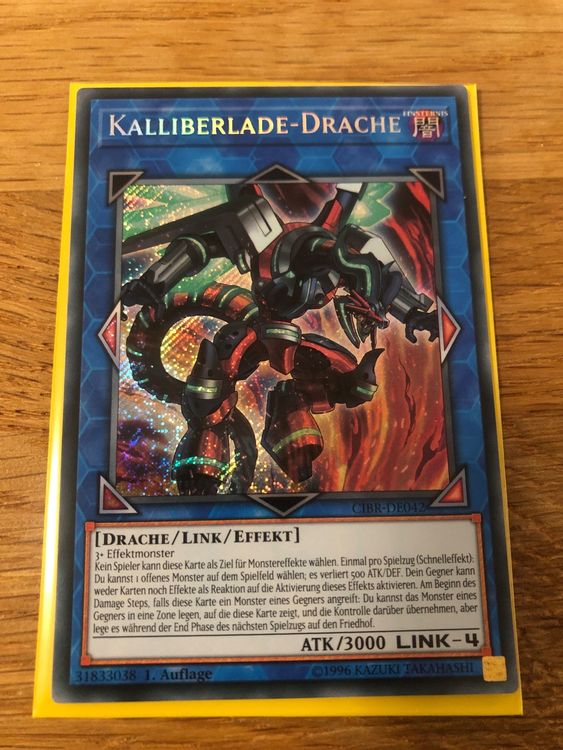 Kalliberlade-Drache
FINSTERNIS
闇
CIBR-DE042
[Drache/Link/Effekt]
3+ Effektmonster
Kein Spieler kann diese Karte als Ziel für Monstereffekte wählen. Einmal pro Spielzug (Schnelleffekt):
Du kannst 1 offenes Monster auf dem Spielfeld wählen; es verliert 500 ATK/DEF. Dein Gegner kann
weder Karten noch Effekte als Reaktion auf die Aktivierung dieses Effekts aktivieren. Am Beginn des
Damage Steps, falls diese Karte ein Monster eines Gegners angreift: Du kannst das Monster eines
Gegners in eine Zone legen, auf die diese Karte zeigt, und die Kontrolle darüber übernehmen, aber
lege es während der End Phase des nächsten Spielzugs auf den Friedhof.
ATK/3000 LINK-4
31833038 1. Auflage ©1996 KAZUKI TAKAHASHI